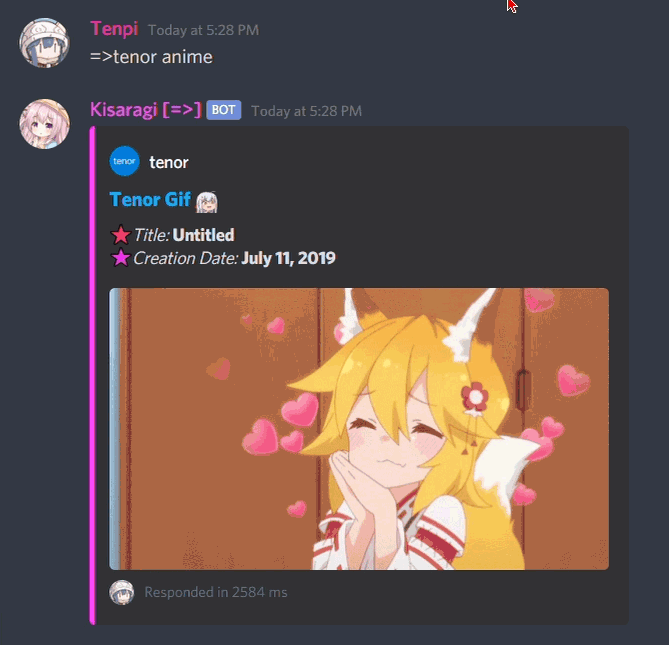 Tenpi Today at 5:28 PM
=>tenor anime
Kisaragi [=>] BOT Today at 5:28 PM
tenor tenor
Tenor Gif
Title: Untitled
Creation Date: July 11, 2019
Responded in 2584 ms